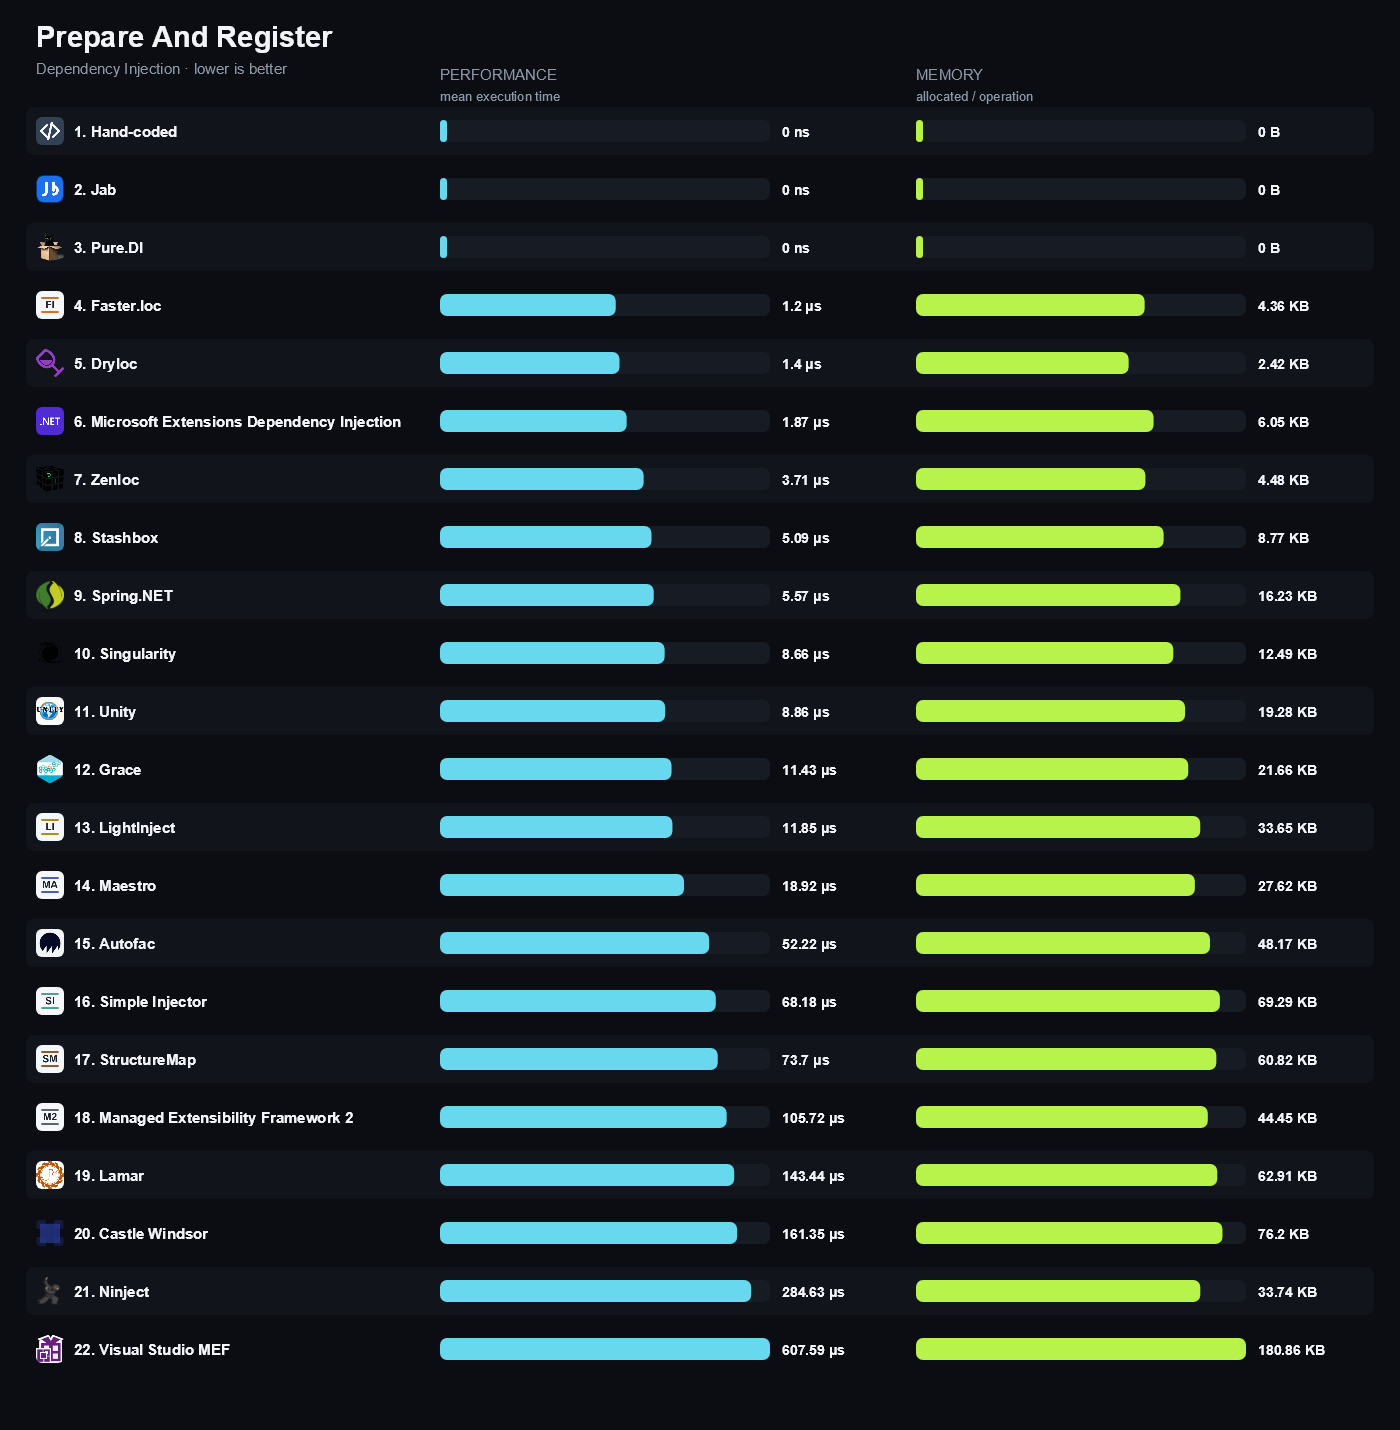 Prepare And Register
Dependency Injection · lower is better
PERFORMANCE
mean execution time
MEMORY
allocated / operation
1. Hand-coded 0 ns 0 B
Jb 2. Jab 0 ns 0 B
3. Pure.DI 0 ns 0 B
FI 4. Faster.Ioc 1.2 µs 4.36 KB
5. DryIoc 1.4 µs 2.42 KB
.NET 6. Microsoft Extensions Dependency Injection 1.87 µs 6.05 KB
7. ZenIoc 3.71 µs 4.48 KB
8. Stashbox 5.09 µs 8.77 KB
9. Spring.NET 5.57 µs 16.23 KB
10. Singularity 8.66 µs 12.49 KB
UNITY 11. Unity 8.86 µs 19.28 KB
12. Grace 11.43 µs 21.66 KB
LI 13. LightInject 11.85 µs 33.65 KB
MA 14. Maestro 18.92 µs 27.62 KB
15. Autofac 52.22 µs 48.17 KB
SI 16. Simple Injector 68.18 µs 69.29 KB
SM 17. StructureMap 73.7 µs 60.82 KB
M2 18. Managed Extensibility Framework 2 105.72 µs 44.45 KB
19. Lamar 143.44 µs 62.91 KB
20. Castle Windsor 161.35 µs 76.2 KB
21. Ninject 284.63 µs 33.74 KB
22. Visual Studio MEF 607.59 µs 180.86 KB